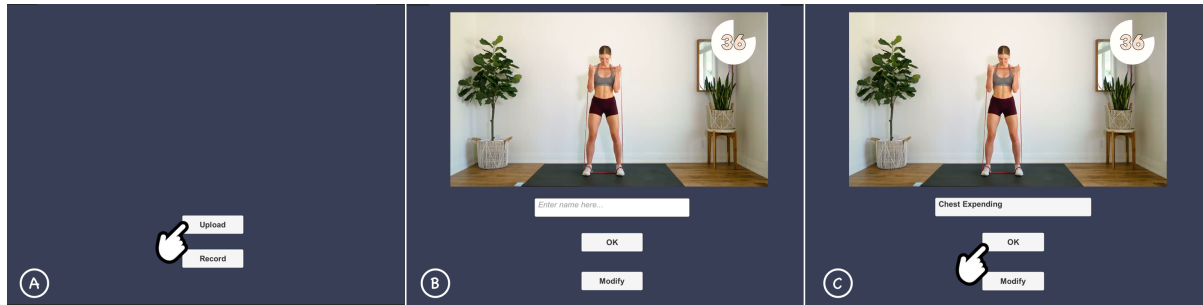 Upload
Record
A
36
Enter name here...
OK
Modify
B
36
Chest Expending
OK
Modify
C